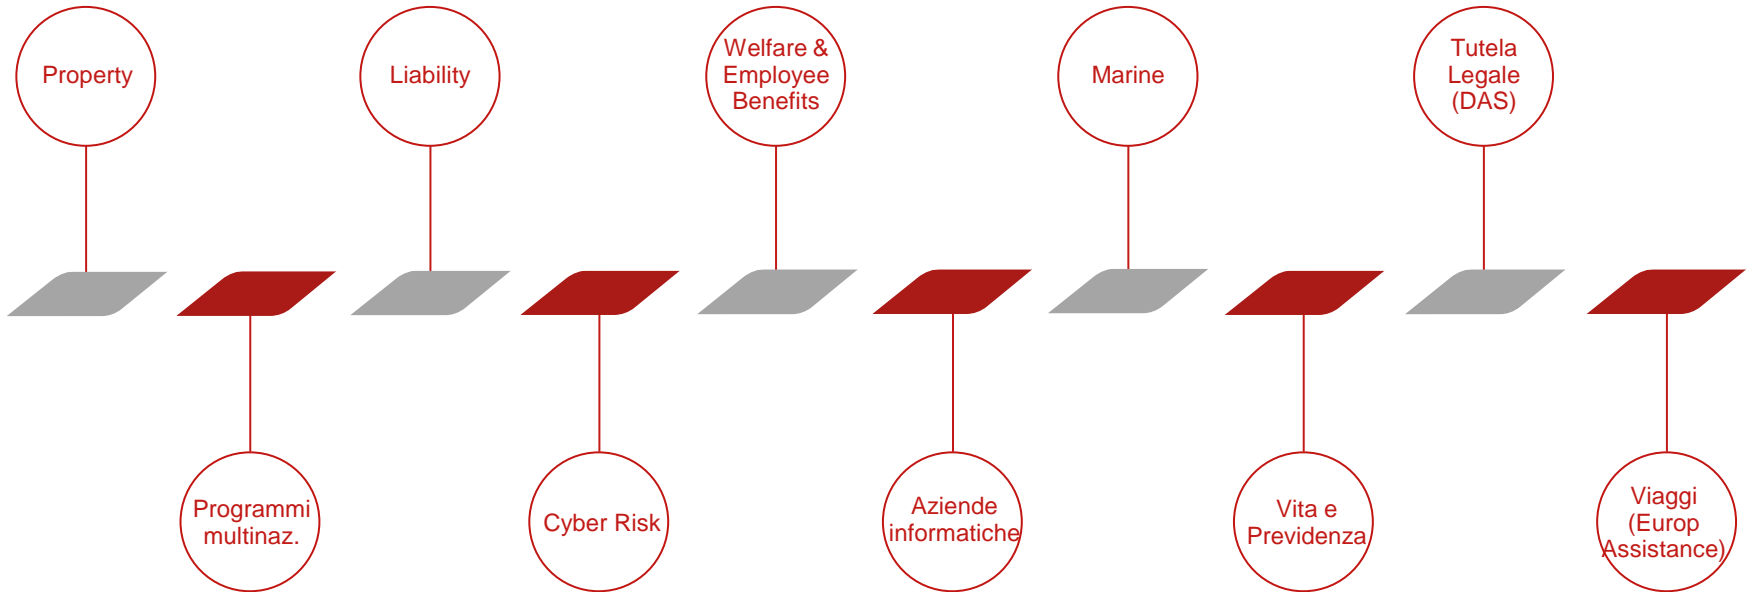 Property
Liability
Welfare &
Employee
Benefits
Marine
Tutela
Legale
(DAS)
Programmi
multinaz.
Cyber Risk
Aziende
informatiche
Vita e
Previdenza
Viaggi
(Europ
Assistance)